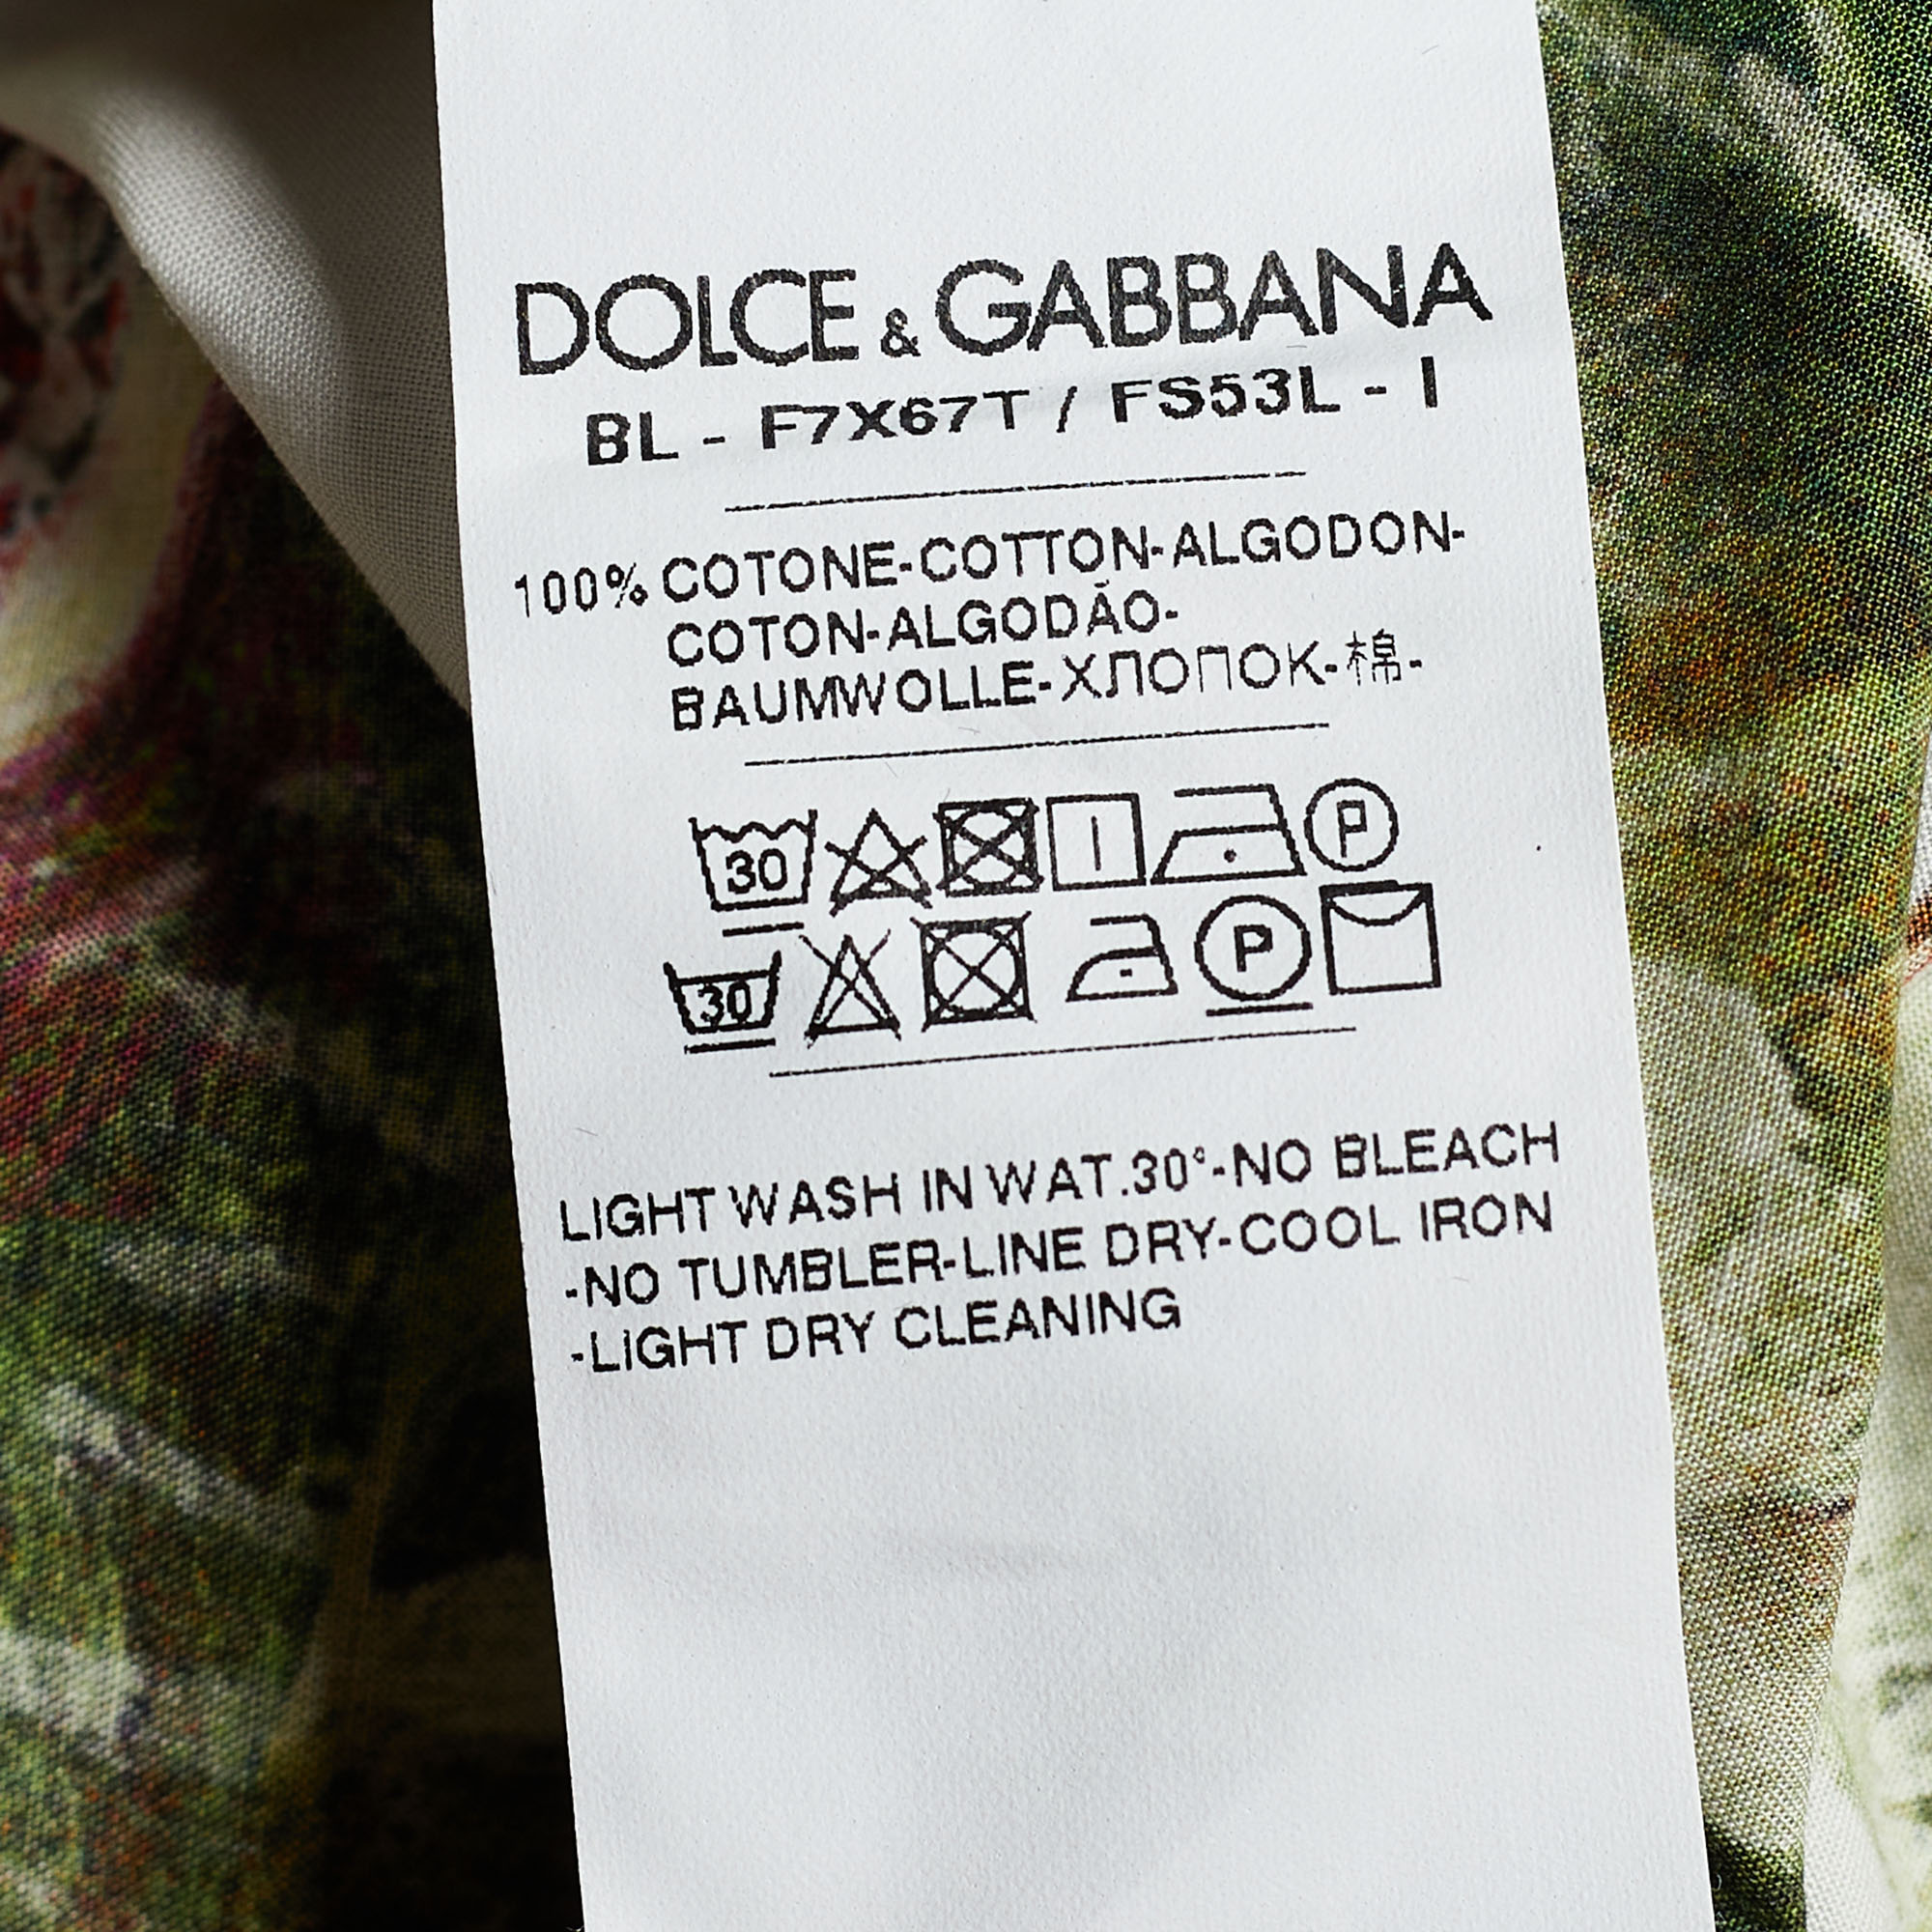 DOLCE & GABBANA
BL - F7X67T / FS53L - I
100% COTONE-COTTON-ALGODON-
COTON-ALGODÃO-
BAUMWOLLE-ХЛОПОК-棉-
30 P
30 P
LIGHT WASH IN WAT.30°-NO BLEACH
-NO TUMBLER-LINE DRY-COOL IRON
-LIGHT DRY CLEANING